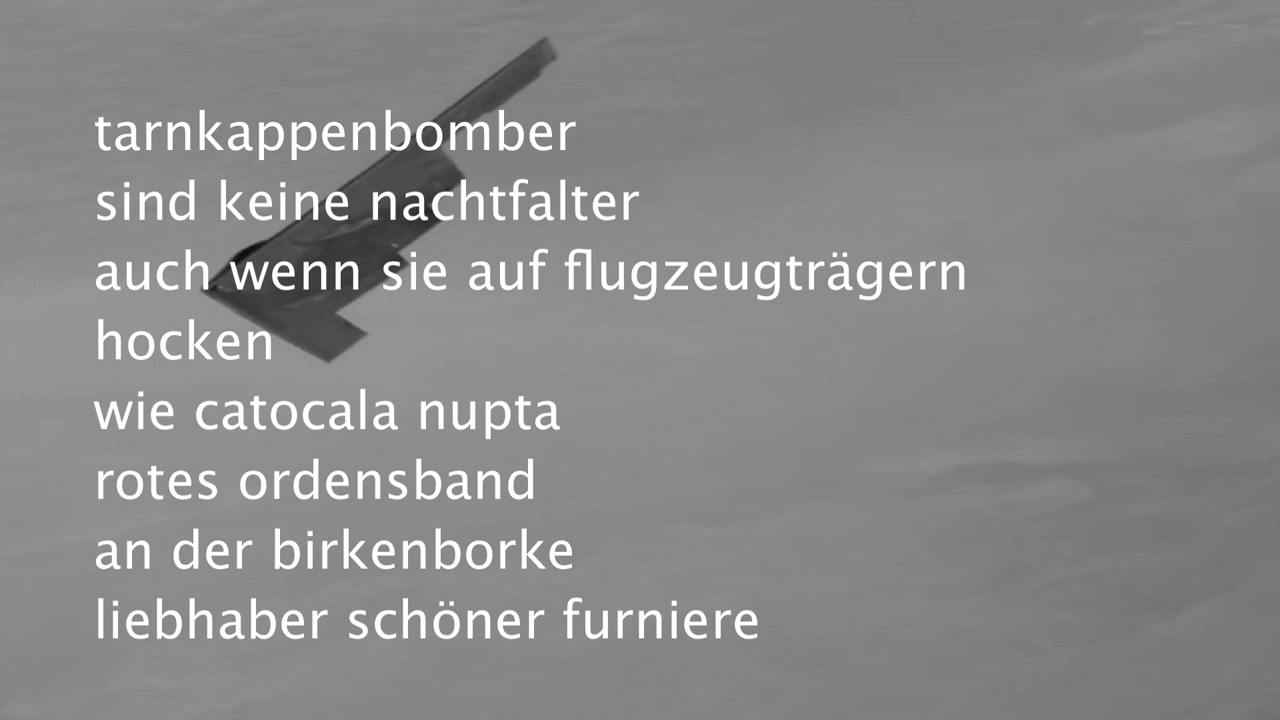 tarnkappenbomber
sind keine nachtfalter
auch wenn sie auf flugzeugträgern
hocken
wie catocala nupta
rotes ordensband
an der birkenborke
liebhaber schöner furniere